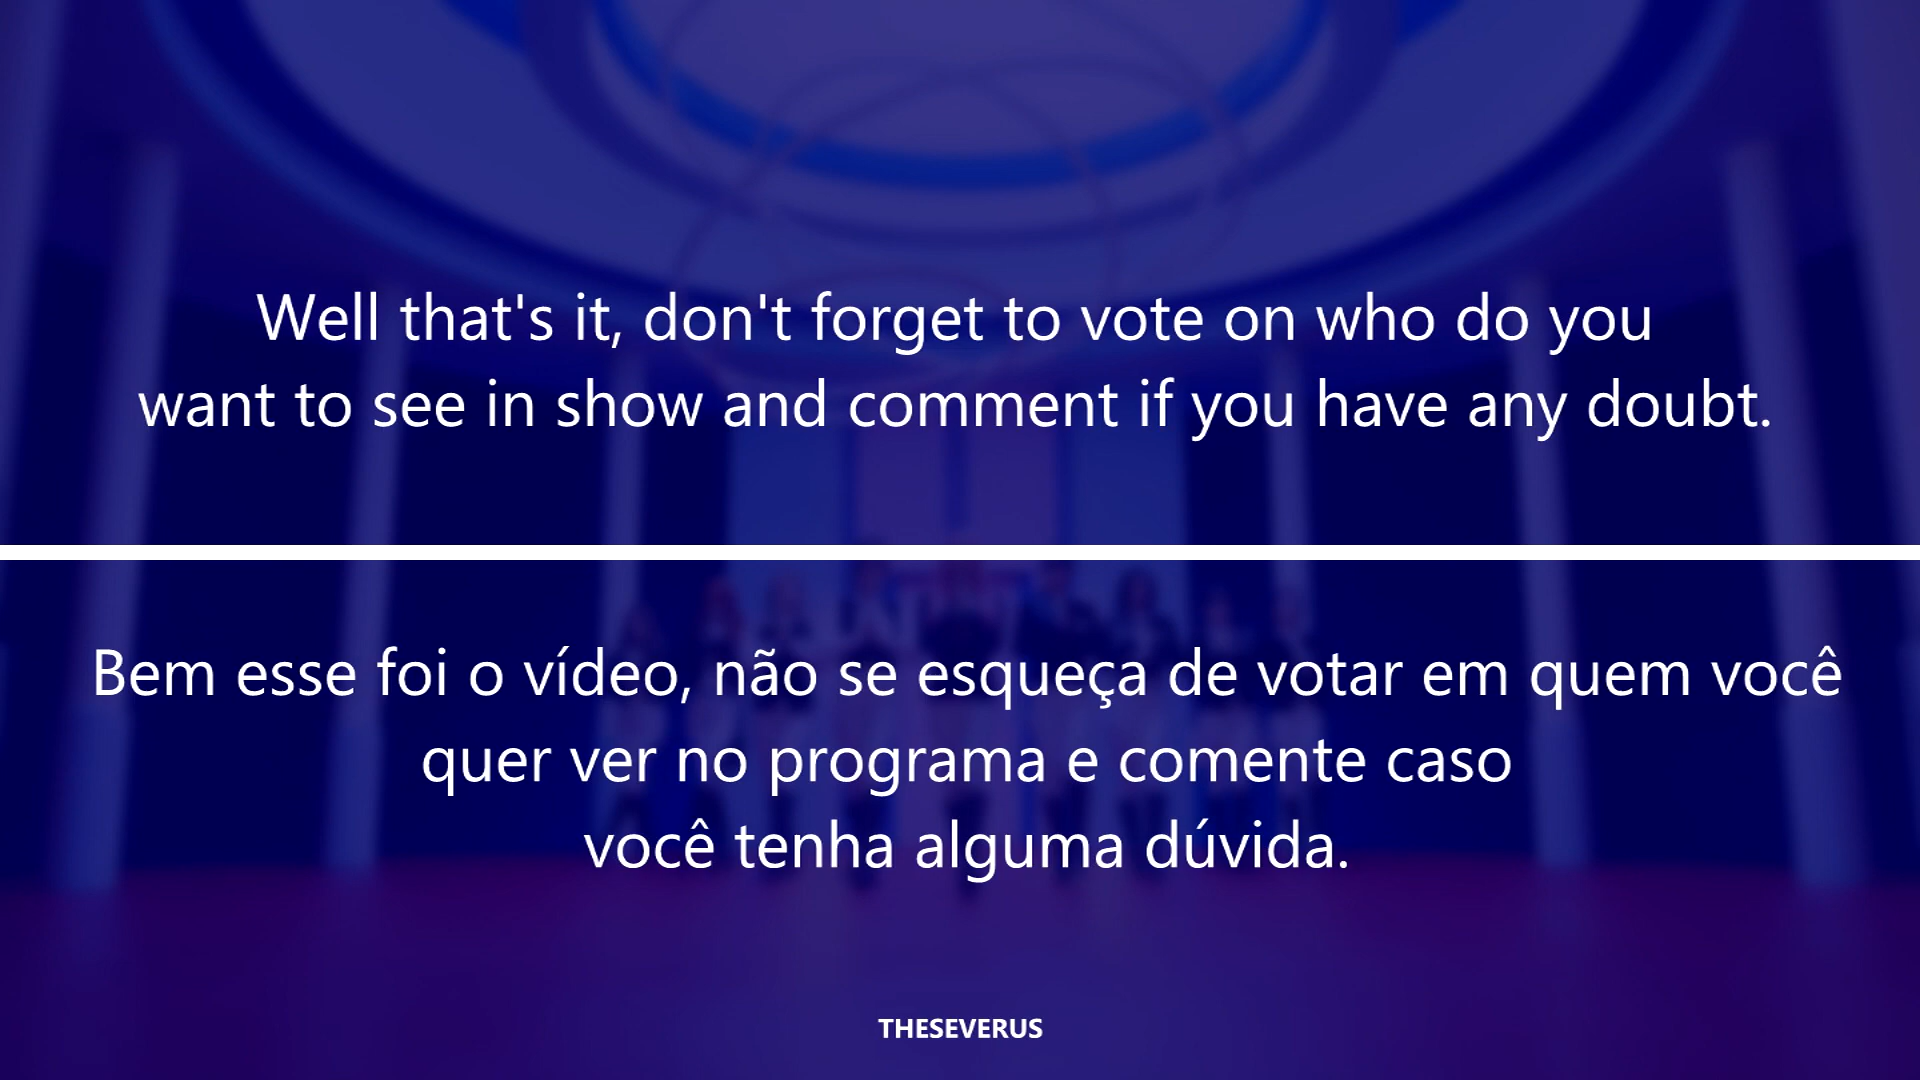 Well that's it, don't forget to vote on who do you
want to see in show and comment if you have any doubt.
Bem esse foi o vídeo, não se esqueça de votar em quem você
quer ver no programa e comente caso
você tenha alguma dúvida.
THESEVERUS